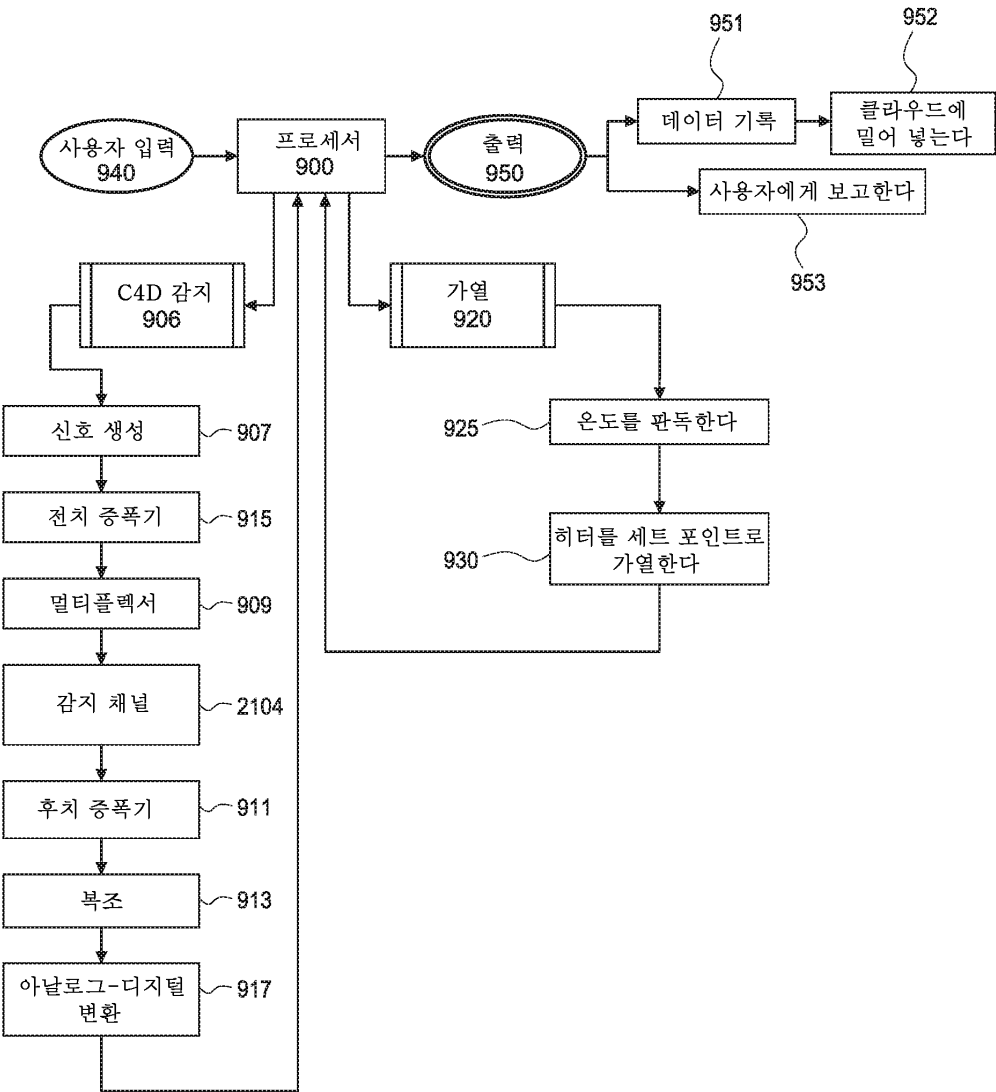 951
952
사용자 입력
940
프로세서
900
출력
950
데이터 기록
클라우드에
밀어 넣는다
사용자에게 보고한다
953
C4D 감지
906
가열
920
신호 생성
907
925
온도를 판독한다
전치 증폭기
915
930
히터를 세트 포인트로
가열한다
멀티플렉서
909
감지 채널
2104
후치 증폭기
911
복조
913
아날로그-디지털
변환
917